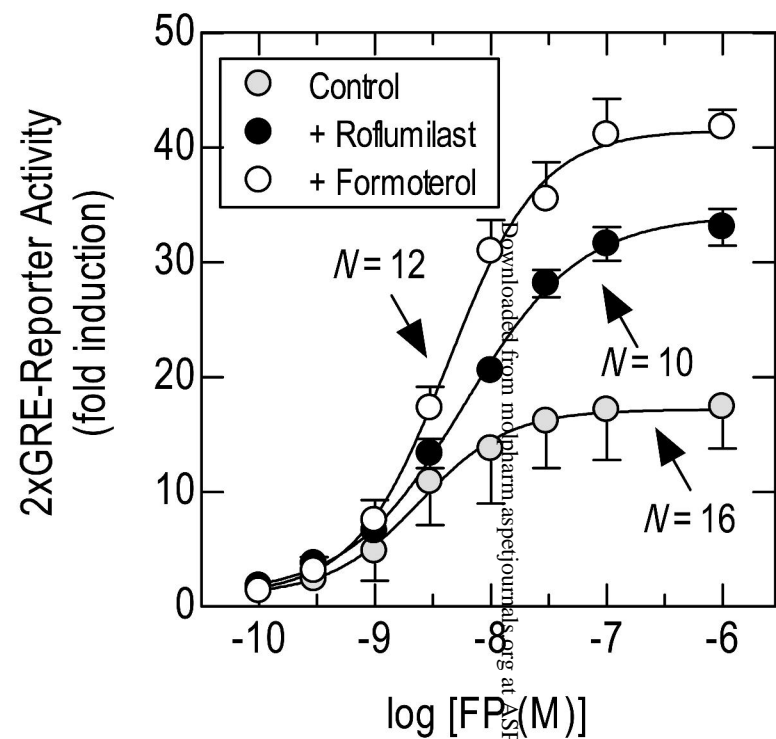 50
40
30
20
10
0
2xGRE-Reporter Activity
(fold induction)
Control
+ Roflumilast
+ Formoterol
N = 12
N = 10
N = 16
Downloaded from molpharm.aspetjournals.org at ASP
-10 -9 -8 -7 -6
log [FP (M)]